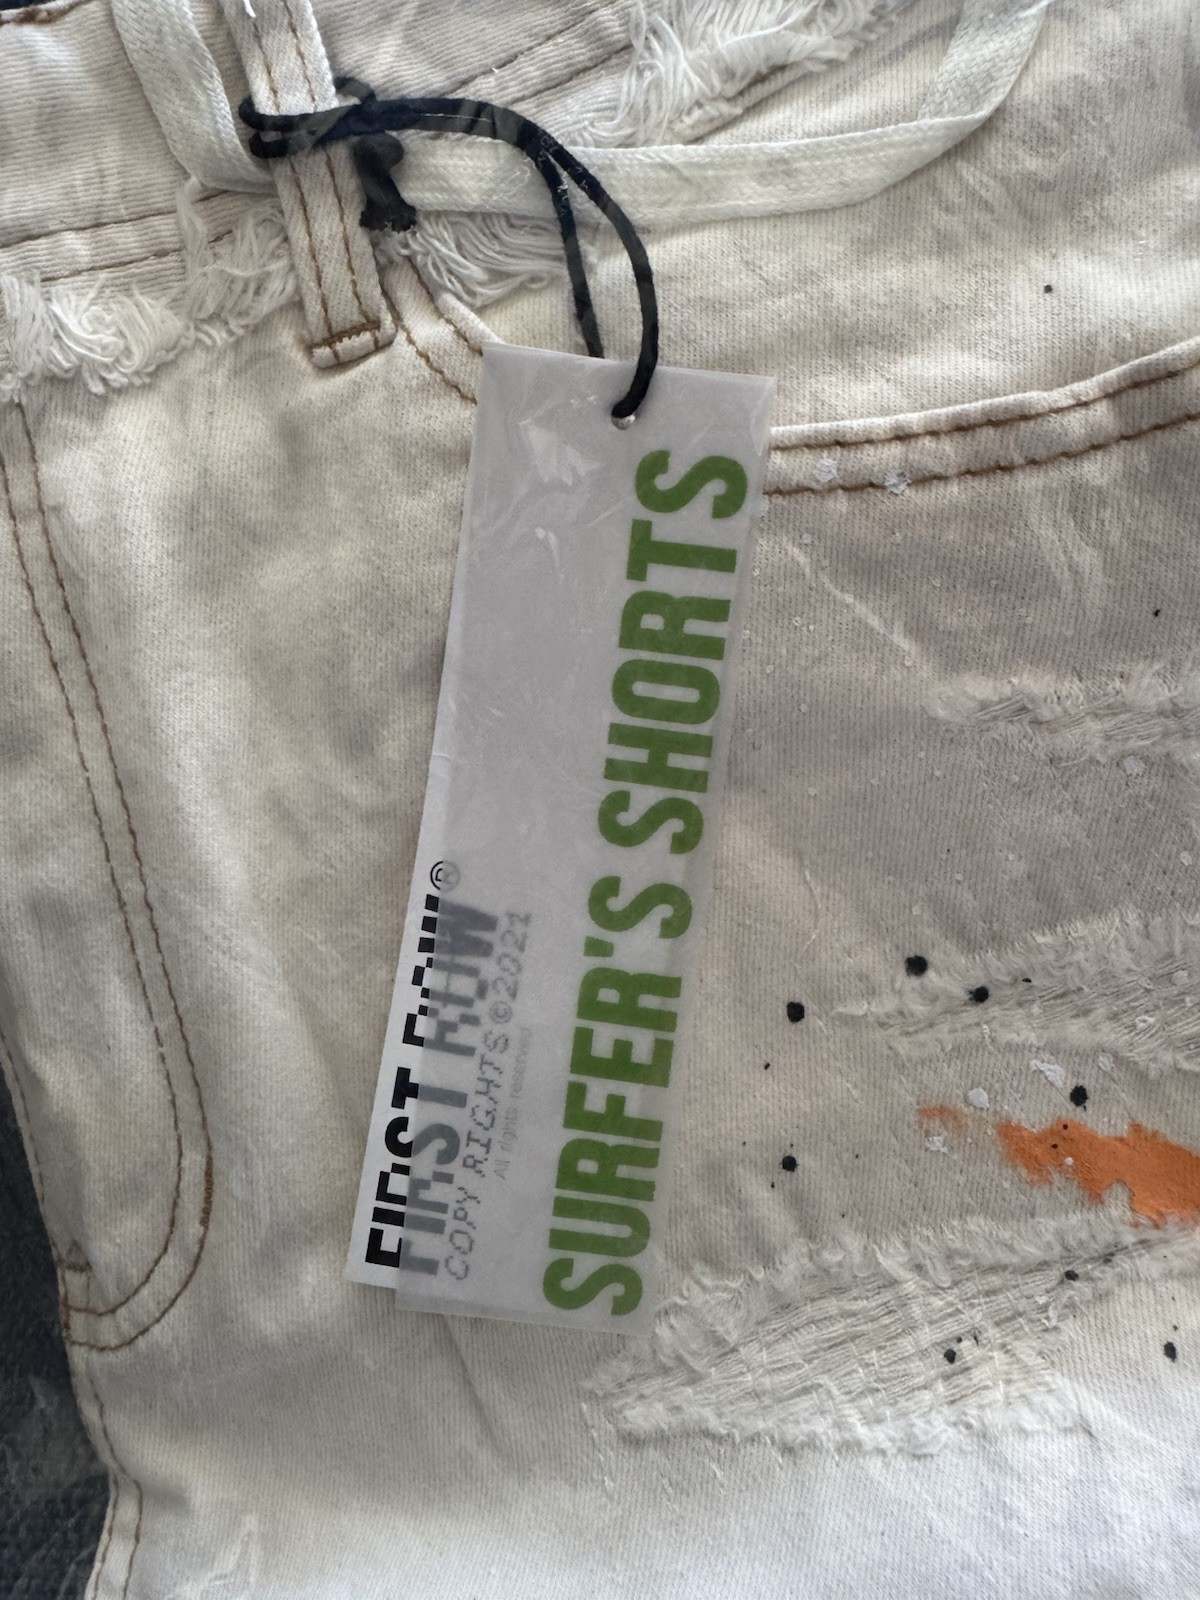 FIRST ROW®
COPY RIGHTS©2021
All rights reserved
SURFER'S SHORTS